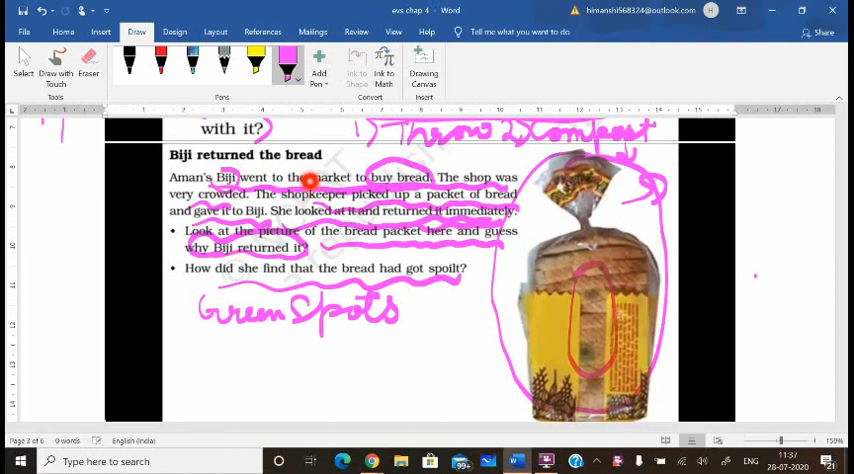 evs chap 4 - Word
himanshi568324@outlook.com
H
File Home Insert Draw Design Layout References Mailings Review View Help Tell me what you want to do Share
Select
Draw with Touch
Eraser
Add Pen
Ink to Shape
Ink to Math
Drawing Canvas
Tools Pens Convert Insert
with it?
1) Throw 2) Compost
Biji returned the bread
Aman's Biji went to the market to buy bread. The shop was
very crowded. The shopkeeper picked up a packet of bread
and gave it to Biji. She looked at it and returned it immediately.
• Look at the picture of the bread packet here and guess
why Biji returned it?
• How did she find that the bread had got spoilt?
Green Spots
Page 3 of 6 0 words English (India) 159%
Type here to search
99+
ENG
11:37
28-07-2020
21